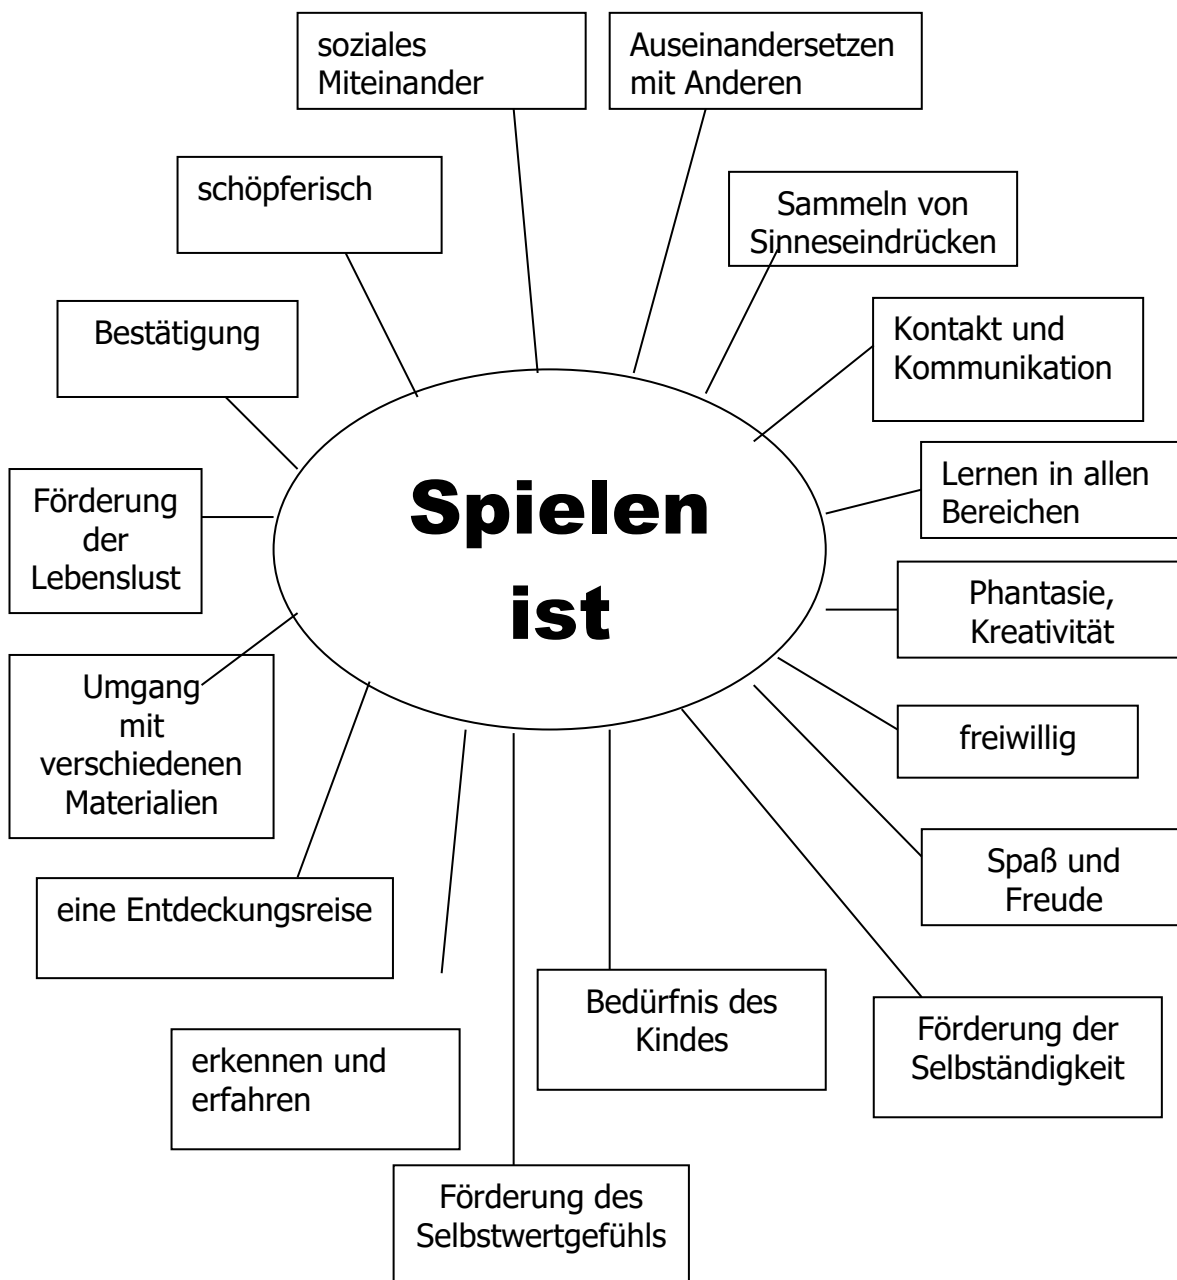 soziales
Miteinander
Auseinandersetzen
mit Anderen
schöpferisch
Sammeln von
Sinneseindrücken
Bestätigung
Kontakt und
Kommunikation
Förderung
der
Lebenslust
Lernen in allen
Bereichen
Spielen
ist
Phantasie,
Kreativität
Umgang
mit
verschiedenen
Materialien
freiwillig
Spaß und
Freude
eine Entdeckungsreise
Bedürfnis des
Kindes
Förderung der
Selbständigkeit
erkennen und
erfahren
Förderung des
Selbstwertgefühls